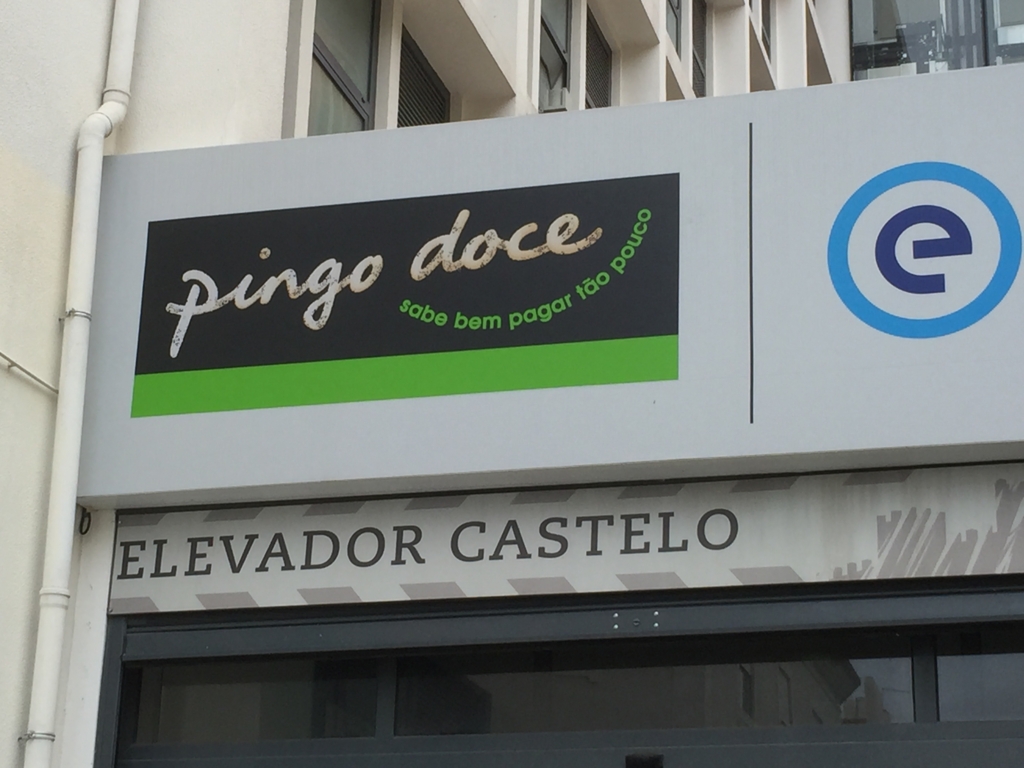 pingo doce
sabe bem pagar tão pouco
e
ELEVADOR CASTELO